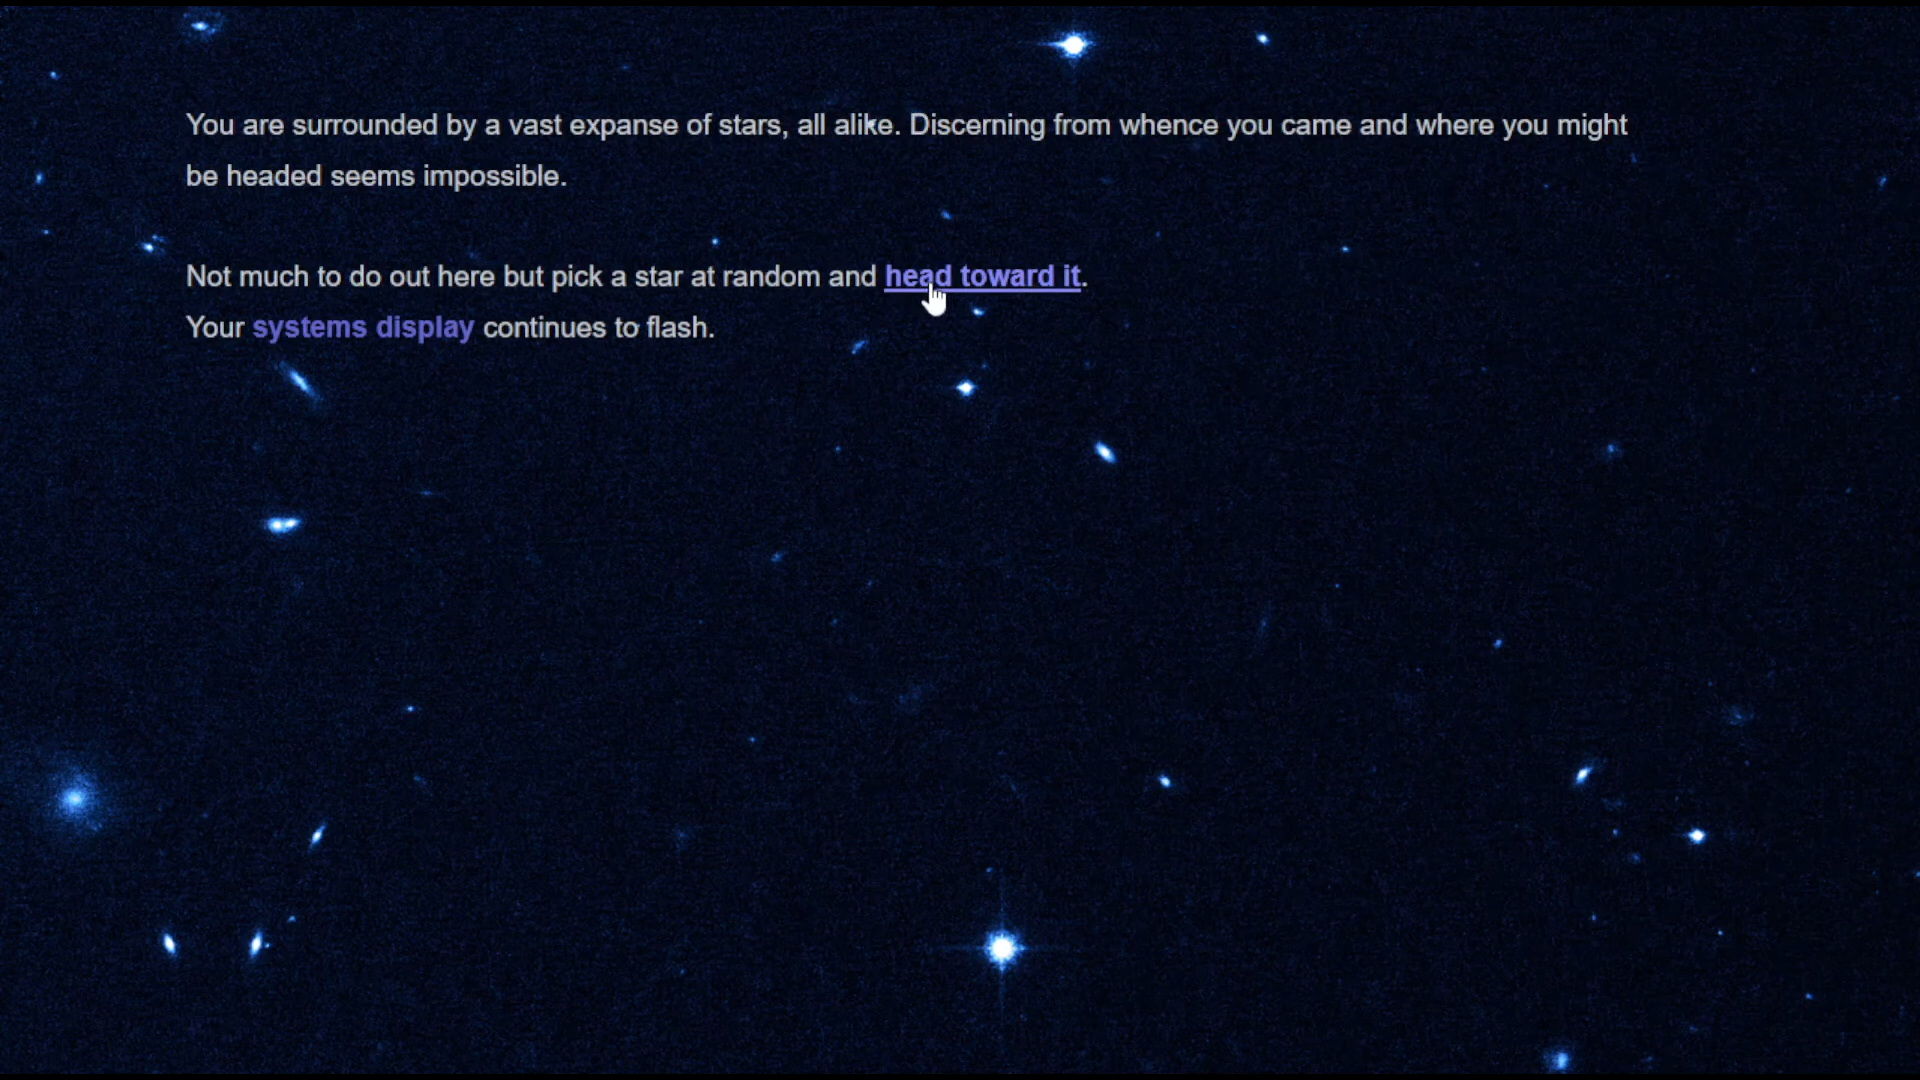 You are surrounded by a vast expanse of stars, all alike. Discerning from whence you came and where you might
be headed seems impossible.
Not much to do out here but pick a star at random and head toward it.
Your systems display continues to flash.